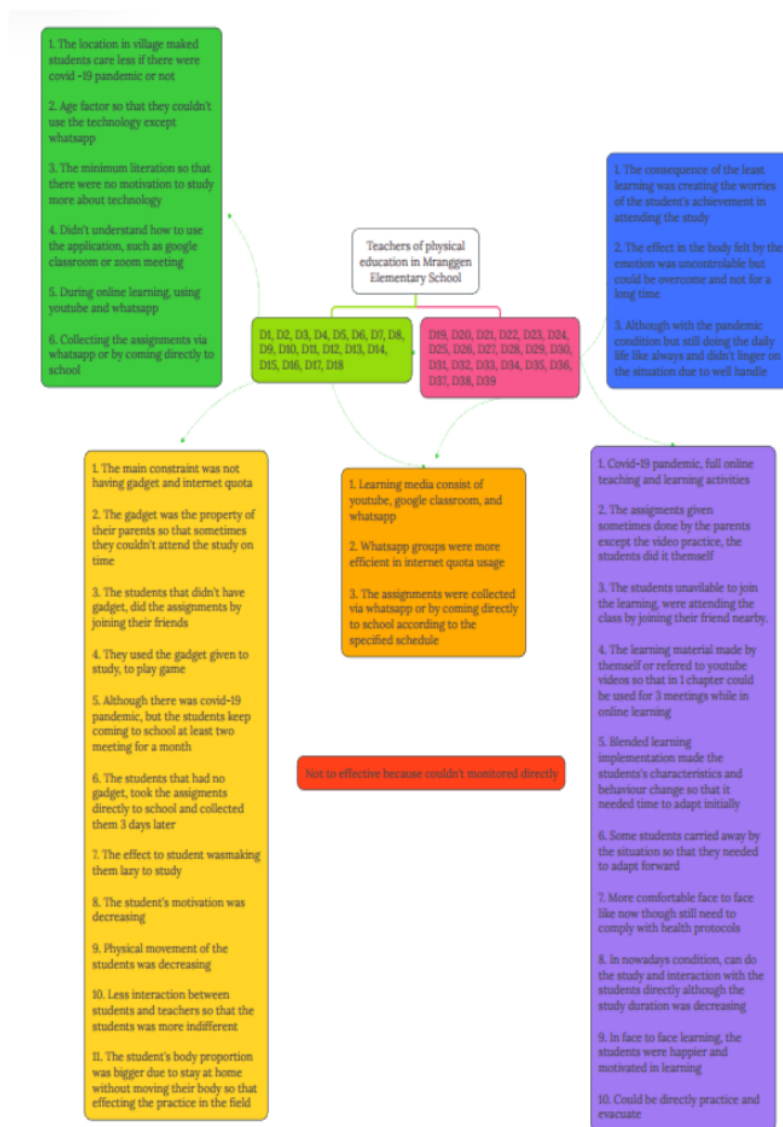 1. The location in village maked
students care less if there were
covid -19 pandemic or not
2. Age factor so that they couldn't
use the technology except
whatsapp
3. The minimum literation so that
there were no motivation to study
more about technology
4. Didn't understand how to use
the application, such as google
classroom or zoom meeting
5. During online learning, using
youtube and whatsapp
6. Collecting the assignments via
whatsapp or by coming directly to
school
Teachers of physical
education in Mranggen
Elementary School
D1, D2, D3, D4, D5, D6, D7, D8,
D9, D10, D11, D12, D13, D14,
D15, D16, D17, D18
D19, D20, D21, D22, D23, D24,
D25, D26, D27, D28, D29, D30,
D31, D32, D33, D34, D35, D36,
D37, D38, D39
1. The consequence of the least
learning was creating the worries
of the student's achievement in
attending the study
2. The effect in the body felt by the
emotion was uncontrolable but
could be overcome and not for a
long time
3. Although with the pandemic
condition but still doing the daily
life like always and didn't linger on
the situation due to well handle
1. The main constraint was not
having gadget and internet quota
2. The gadget was the property of
their parents so that sometimes
they couldn't attend the study on
time
3. The students that didn't have
gadget, did the assignments by
joining their friends
4. They used the gadget given to
study, to play game
5. Although there was covid-19
pandemic, but the students keep
coming to school at least two
meeting for a month
6. The students that had no
gadget, took the assigments
directly to school and collected
them 3 days later
7. The effect to student wasmaking
them lazy to study
8. The student's motivation was
decreasing
9. Physical movement of the
students was decreasing
10. Less interaction between
students and teachers so that the
students was more indifferent
11. The student's body proportion
was bigger due to stay at home
without moving their body so that
effecting the practice in the field
1. Learning media consist of
youtube, google classroom, and
whatsapp
2. Whatsapp groups were more
efficient in internet quota usage
3. The assignments were collected
via whatsapp or by coming directly
to school according to the
specified schedule
Not to effective because couldn't monitored directly
1. Covid-19 pandemic, full online
teaching and learning activities
2. The assigments given
sometimes done by the parents
except the video practice, the
students did it themself
3. The students unavilable to join
the learning, were attending the
class by joining their friend nearby.
4. The learning material made by
themself or refered to youtube
videos so that in 1 chapter could
be used for 3 meetings while in
online learning
5. Blended learning
implementation made the
students's characteristics and
behaviour change so that it
needed time to adapt initially
6. Some students carried away by
the situation so that they needed
to adapt forward
7. More comfortable face to face
like now though still need to
comply with health protocols
8. In nowadays condition, can do
the study and interaction with the
students directly although the
study duration was decreasing
9. In face to face learning, the
students were happier and
motivated in learning
10. Could be directly practice and
evacuate